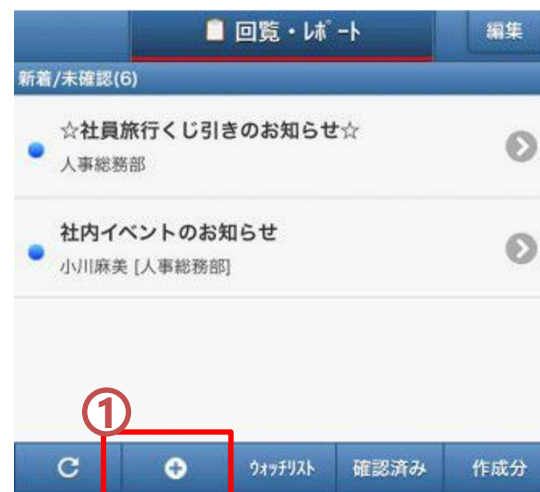 回覧・ﾚﾎﾟｰﾄ 編集
新着/未確認(6)
☆社員旅行くじ引きのお知らせ☆
人事総務部
社内イベントのお知らせ
小川麻美 [人事総務部]
①
ｳｫｯﾁﾘｽﾄ 確認済み 作成分